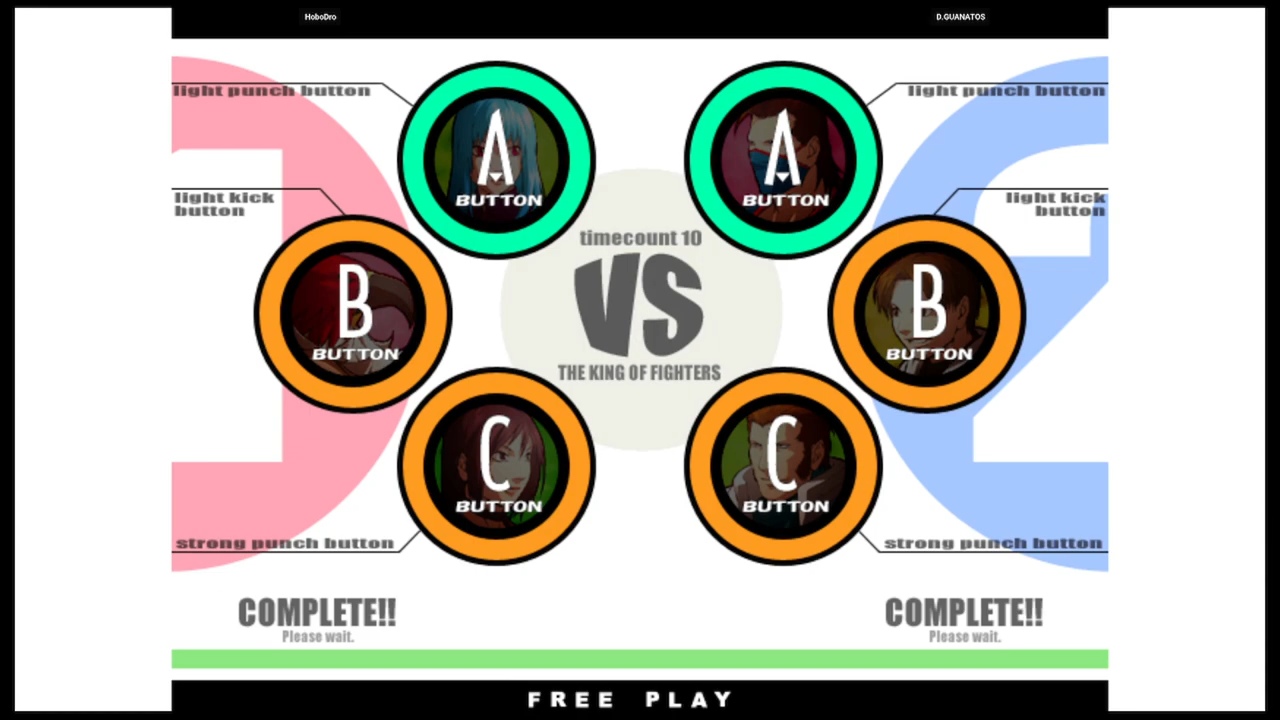 HoboDro
D.GUANATOS
light punch button
light punch button
A
BUTTON
A
BUTTON
light kick
button
light kick
button
timecount 10
VS
THE KING OF FIGHTERS
B
BUTTON
B
BUTTON
C
BUTTON
C
BUTTON
strong punch button
strong punch button
COMPLETE!!
Please wait.
COMPLETE!!
Please wait.
FREE PLAY